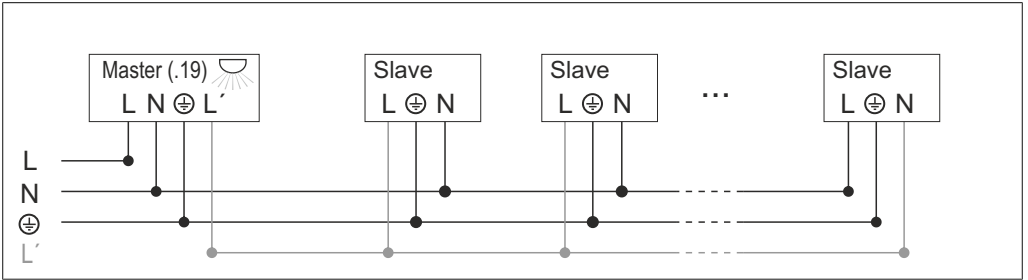 Master (.19) Slave Slave Slave
L N ⏚ L´ L ⏚ N L ⏚ N ... L ⏚ N
L
N
⏚
L´